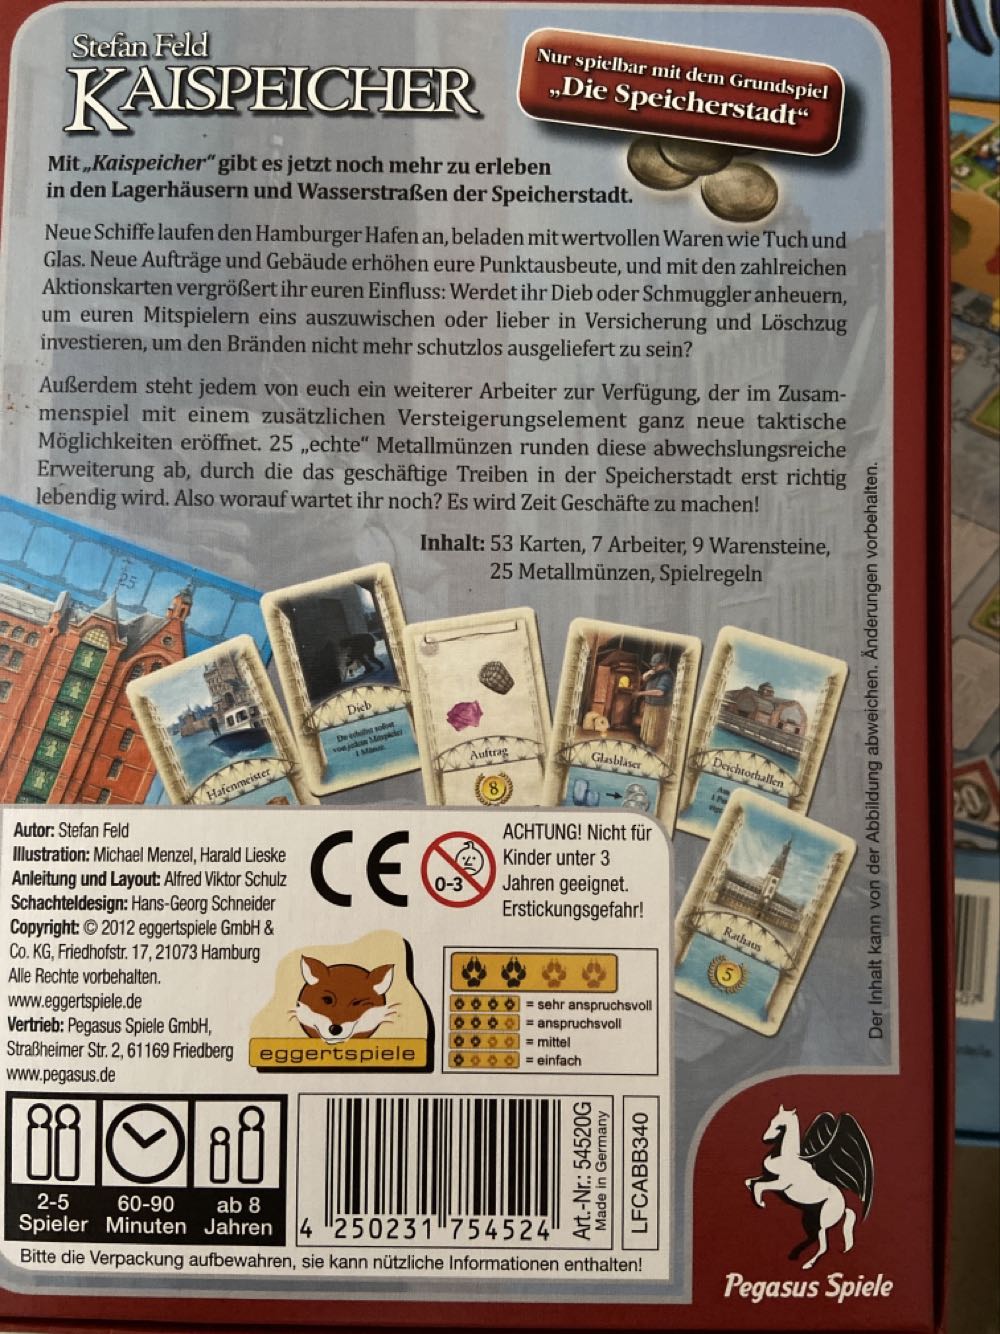 Stefan Feld
KAISPEICHER
Nur spielbar mit dem Grundspiel
„Die Speicherstadt“
Mit „Kaispeicher“ gibt es jetzt noch mehr zu erleben
in den Lagerhäusern und Wasserstraßen der Speicherstadt.
Neue Schiffe laufen den Hamburger Hafen an, beladen mit wertvollen Waren wie Tuch und
Glas. Neue Aufträge und Gebäude erhöhen eure Punktausbeute, und mit den zahlreichen
Aktionskarten vergrößert ihr euren Einfluss: Werdet ihr Dieb oder Schmuggler anheuern,
um euren Mitspielern eins auszuwischen oder lieber in Versicherung und Löschzug
investieren, um den Bränden nicht mehr schutzlos ausgeliefert zu sein?
Außerdem steht jedem von euch ein weiterer Arbeiter zur Verfügung, der im Zusam-
menspiel mit einem zusätzlichen Versteigerungselement ganz neue taktische
Möglichkeiten eröffnet. 25 „echte“ Metallmünzen runden diese abwechslungsreiche
Erweiterung ab, durch die das geschäftige Treiben in der Speicherstadt erst richtig
lebendig wird. Also worauf wartet ihr noch? Es wird Zeit Geschäfte zu machen!
Inhalt: 53 Karten, 7 Arbeiter, 9 Warensteine,
25 Metallmünzen, Spielregeln
Der Inhalt kann von der Abbildung abweichen. Änderungen vorbehalten.
Hafenmeister
Dieb
Du erhältst sofort
von jedem Mitspieler
1 Münze.
Auftrag
8
Glasbläser
Deichtorhallen
Rathaus
5
Autor: Stefan Feld
Illustration: Michael Menzel, Harald Lieske
Anleitung und Layout: Alfred Viktor Schulz
Schachteldesign: Hans-Georg Schneider
Copyright: © 2012 eggertspiele GmbH &
Co. KG, Friedhofstr. 17, 21073 Hamburg
Alle Rechte vorbehalten.
www.eggertspiele.de
Vertrieb: Pegasus Spiele GmbH,
Straßheimer Str. 2, 61169 Friedberg
www.pegasus.de
CE
0-3
ACHTUNG! Nicht für
Kinder unter 3
Jahren geeignet.
Erstickungsgefahr!
eggertspiele
= sehr anspruchsvoll
= anspruchsvoll
= mittel
= einfach
2-5
Spieler
60-90
Minuten
ab 8
Jahren
4 250231 754524
Art.-Nr.: 54520G
Made in Germany
LFCABB340
Bitte die Verpackung aufbewahren, sie kann nützliche Informationen enthalten!
Pegasus Spiele